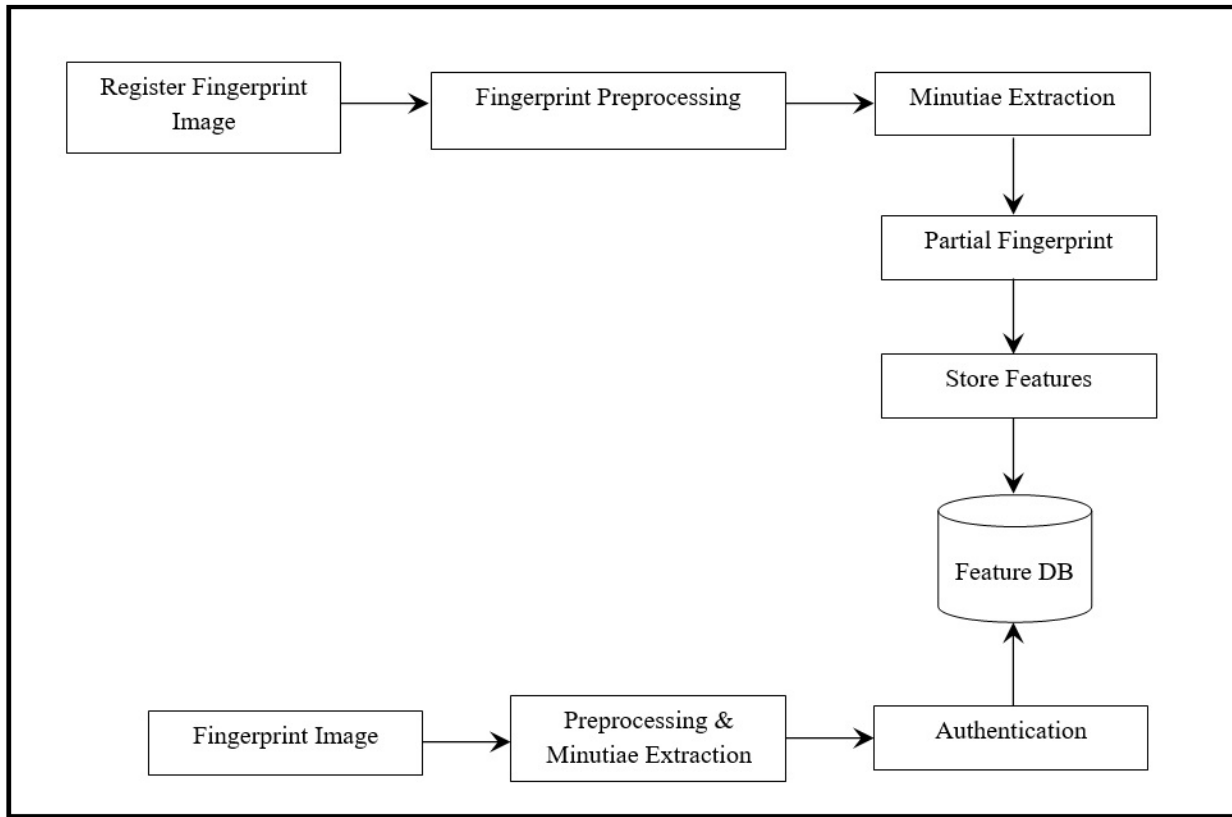 Register Fingerprint
Image
Fingerprint Preprocessing
Minutiae Extraction
Partial Fingerprint
Store Features
Feature DB
Fingerprint Image
Preprocessing &
Minutiae Extraction
Authentication